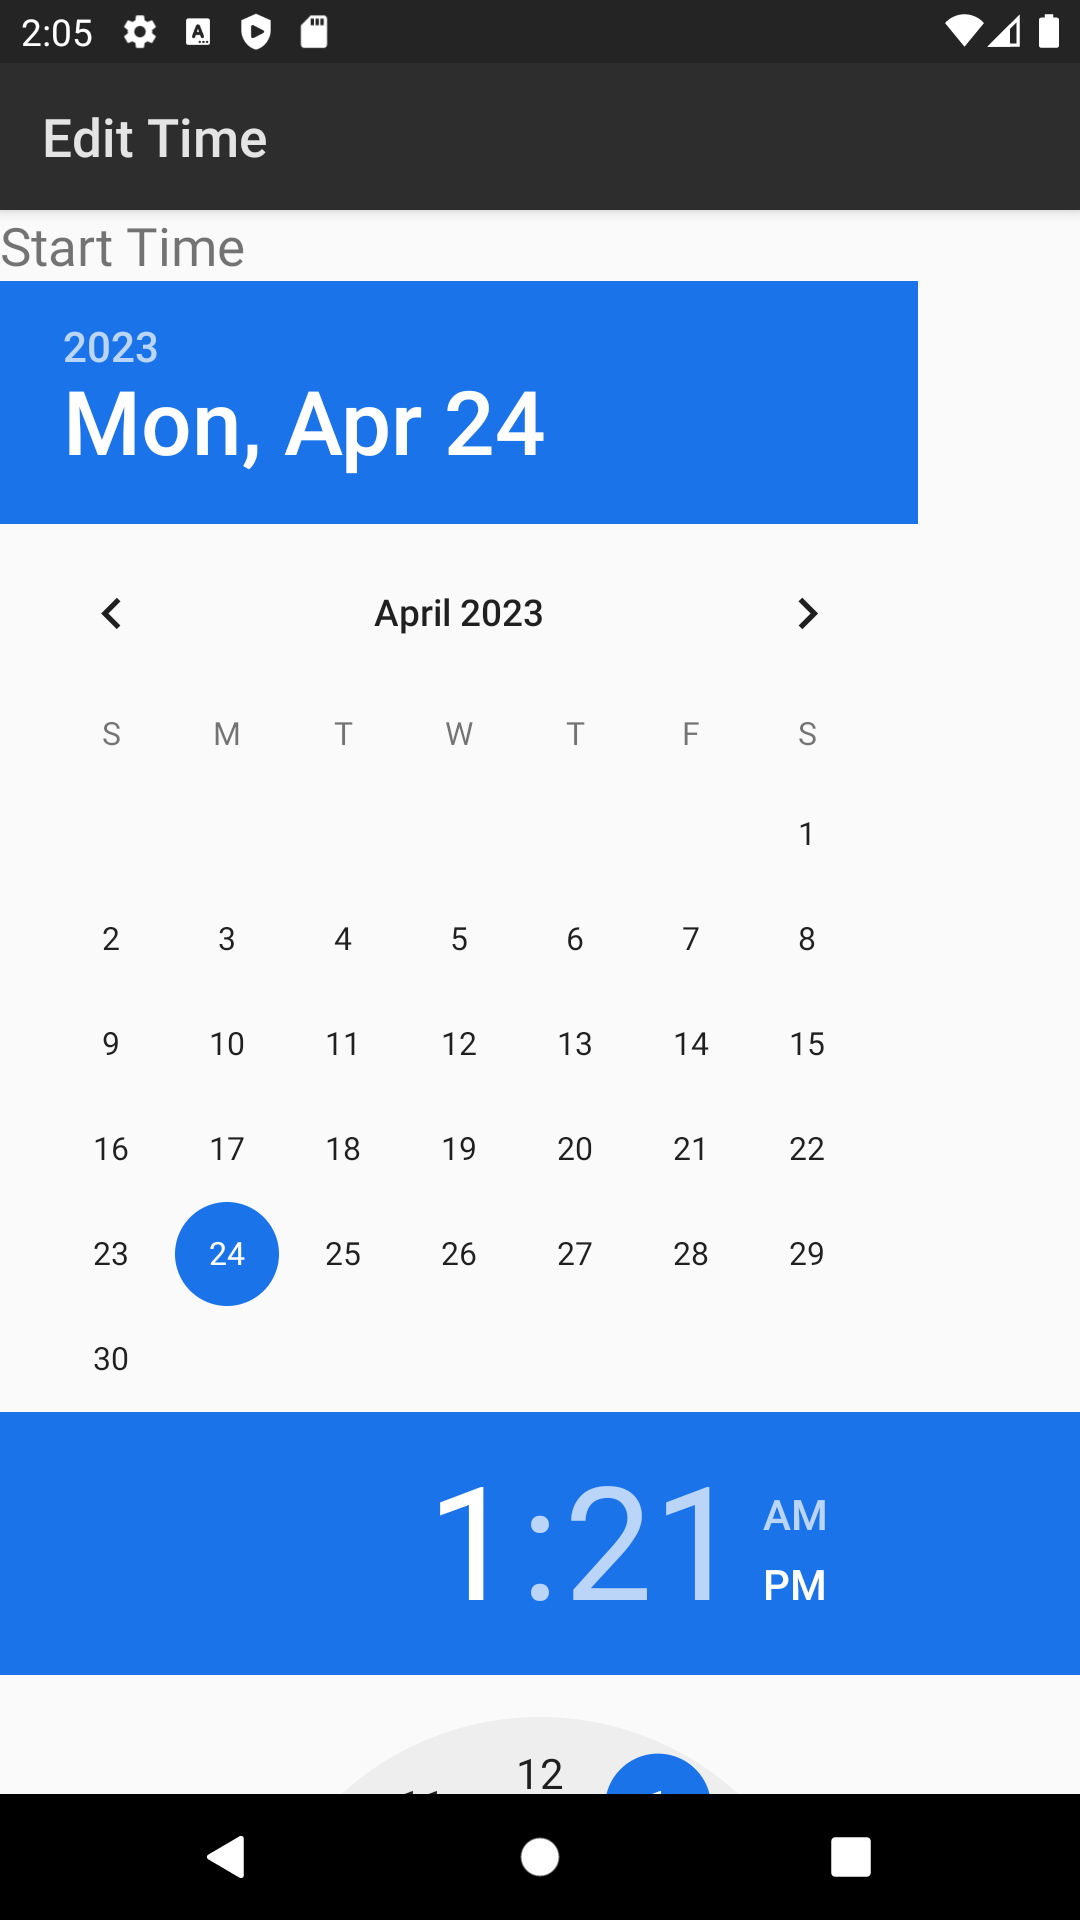 2:05
Edit Time
Start Time
2023
Mon, Apr 24
April 2023
S M T W T F S
1
2 3 4 5 6 7 8
9 10 11 12 13 14 15
16 17 18 19 20 21 22
23 24 25 26 27 28 29
30
1:21
AM
PM
12